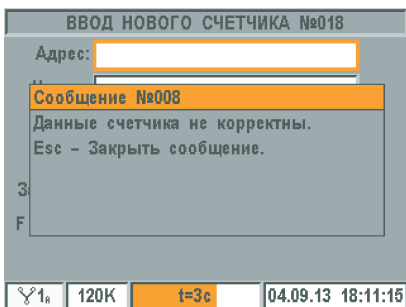 ВВОД НОВОГО СЧЕТЧИКА №018
Адрес:
Сообщение №008
Данные счетчика не корректны.
Esc - Закрыть сообщение.
F
1в 120K t=3c 04.09.13 18:11:15